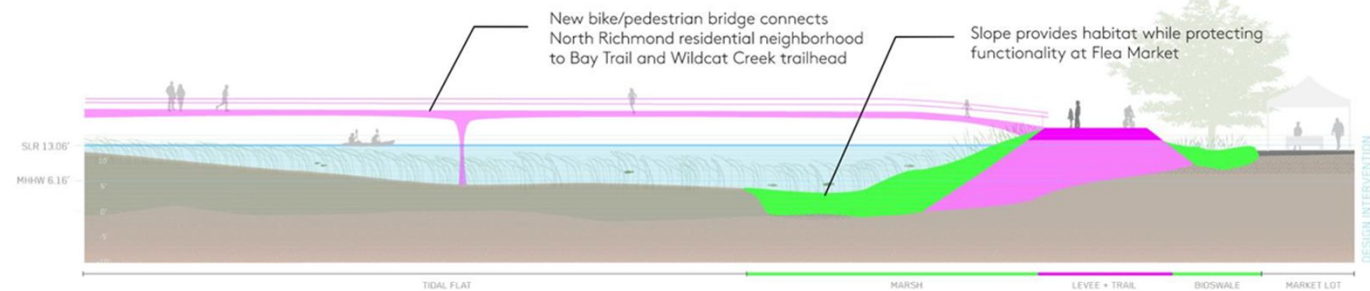 New bike/pedestrian bridge connects
North Richmond residential neighborhood
to Bay Trail and Wildcat Creek trailhead
Slope provides habitat while protecting
functionality at Flea Market
SLR 13.06'
MHHW 6.16'
10'
5'
0'
-5'
TIDAL FLAT
MARSH
LEVEE + TRAIL
BIOSWALE
MARKET LOT
DESIGN INTERVENTION